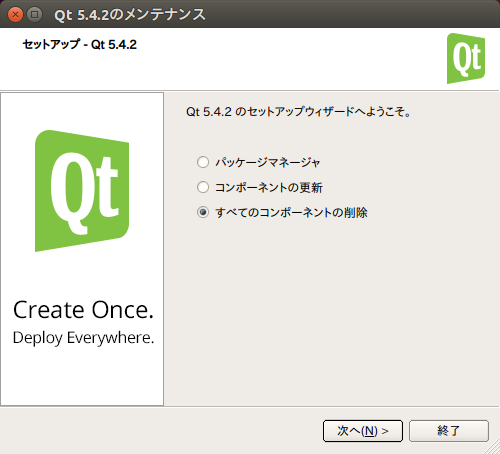 Qt 5.4.2のメンテナンス
セットアップ - Qt 5.4.2
Qt
Qt 5.4.2 のセットアップウィザードへようこそ。
Qt
パッケージマネージャ
コンポーネントの更新
すべてのコンポーネントの削除
Create Once.
Deploy Everywhere.
次へ(N) >
終了